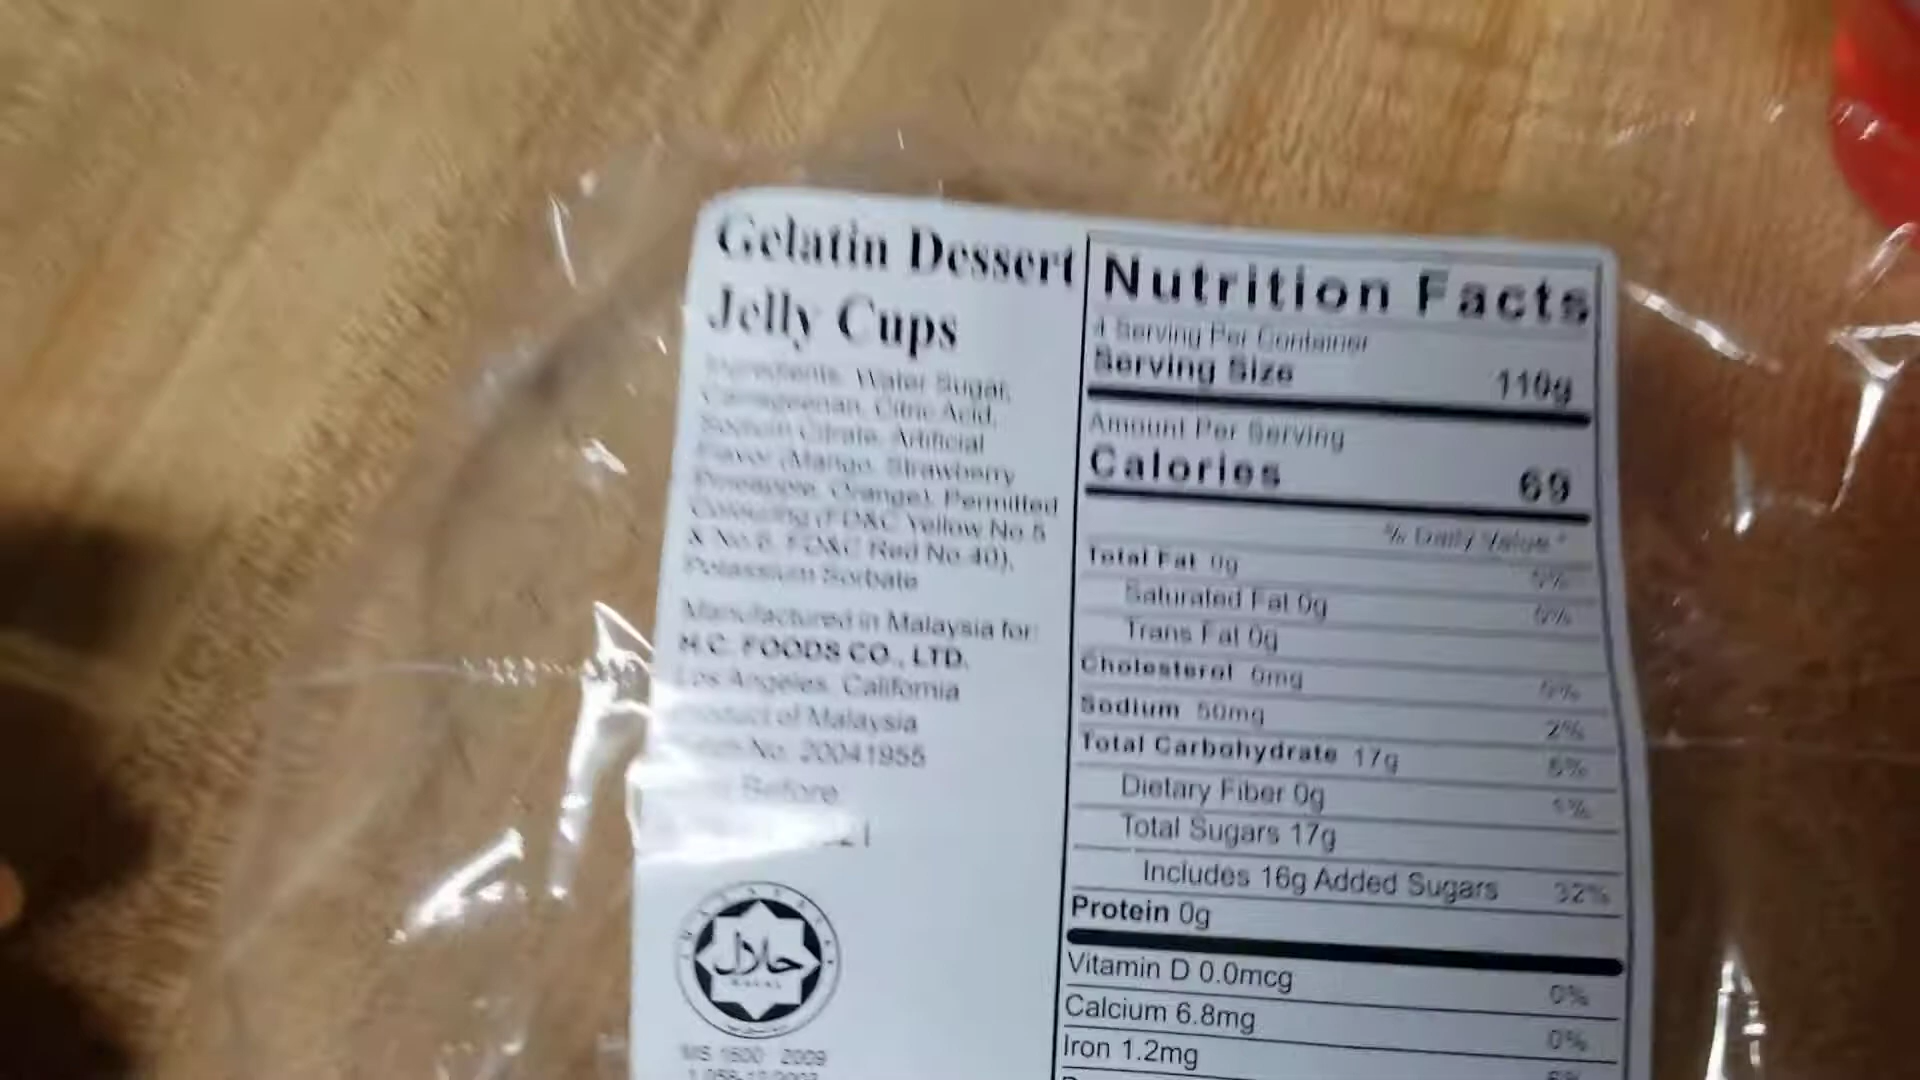 Gelatin Dessert
Jelly Cups
Ingredients: Water Sugar,
Carrageenan, Citric Acid,
Sodium Citrate, Artificial
Flavor (Mango, Strawberry
Pineapple, Orange), Permitted
Colouring (FD&C Yellow No 5
& No 6, FD&C Red No 40),
Potassium Sorbate
Manufactured in Malaysia for:
H.C. FOODS CO., LTD.
Los Angeles, California
Product of Malaysia
No. 20041955
Before
حلال
HALAL
MS 1500 2009
Nutrition Facts
4 Serving Per Container
Serving Size 110g
Amount Per Serving
Calories 69
% Daily Value *
Total Fat 0g 0%
Saturated Fat 0g 0%
Trans Fat 0g
Cholesterol 0mg 0%
Sodium 50mg 2%
Total Carbohydrate 17g 6%
Dietary Fiber 0g
Total Sugars 17g
Includes 16g Added Sugars 32%
Protein 0g
Vitamin D 0.0mcg 0%
Calcium 6.8mg 0%
Iron 1.2mg